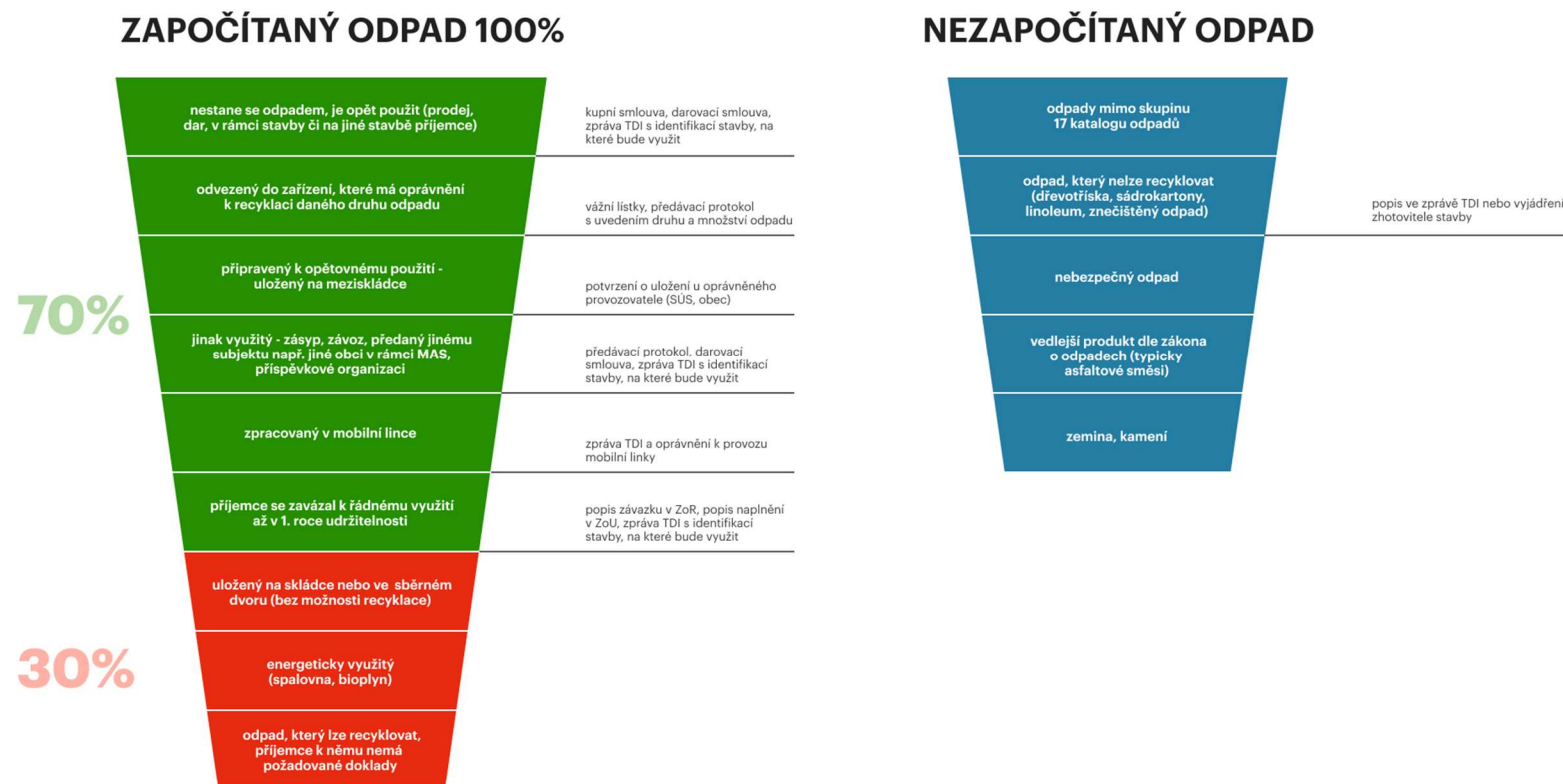 ZAPOČÍTANÝ ODPAD 100%
nestane se odpadem, je opět použit (prodej,
dar, v rámci stavby či na jiné stavbě příjemce)
kupní smlouva, darovací smlouva,
zpráva TDI s identifikací stavby, na
které bude využit
odvezený do zařízení, které má oprávnění
k recyklaci daného druhu odpadu
vážní lístky, předávací protokol
s uvedením druhu a množství odpadu
70%
připravený k opětovnému použití -
uložený na meziskládce
potvrzení o uložení u oprávněného
provozovatele (SÚS, obec)
jinak využitý - zásyp, závoz, předaný jinému
subjektu např. jiné obci v rámci MAS,
příspěvkové organizaci
předávací protokol, darovací
smlouva, zpráva TDI s identifikací
stavby, na které bude využit
zpracovaný v mobilní lince
zpráva TDI a oprávnění k provozu
mobilní linky
příjemce se zavázal k řádnému využití
až v 1. roce udržitelnosti
popis závazku v ZoR, popis naplnění
v ZoU, zpráva TDI s identifikací
stavby, na které bude využit
30%
uložený na skládce nebo ve sběrném
dvoru (bez možnosti recyklace)
energeticky využitý
(spalovna, bioplyn)
odpad, který lze recyklovat,
příjemce k němu nemá
požadované doklady
NEZAPOČÍTANÝ ODPAD
odpady mimo skupinu
17 katalogu odpadů
odpad, který nelze recyklovat
(dřevotříska, sádrokartony,
linoleum, znečištěný odpad)
popis ve zprávě TDI nebo vyjádření
zhotovitele stavby
nebezpečný odpad
vedlejší produkt dle zákona
o odpadech (typicky
asfaltové směsi)
zemina, kamení